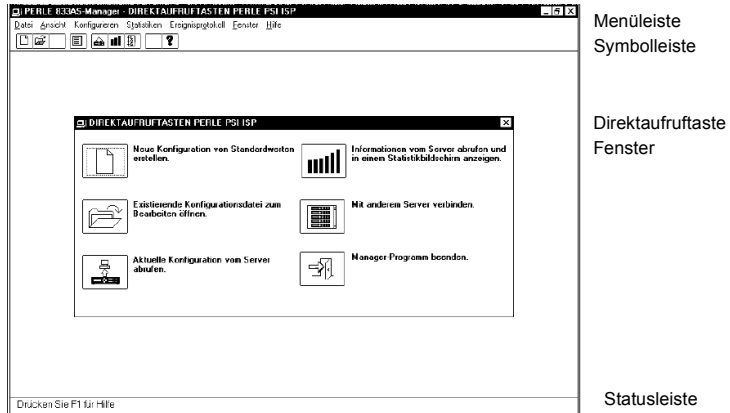 PERLE 833AS-Manager - DIREKTAUFRUFTASTEN PERLE PSI ISP
Datei Ansicht Konfigurieren Statistiken Ereignisprotokoll Fenster Hilfe
Menüleiste
Symbolleiste
DIREKTAUFRUFTASTEN PERLE PSI ISP
Direktaufruftaste
Fenster
Neue Konfiguration von Standardwerten
erstellen.
Informationen vom Server abrufen und
in einem Statistikbildschirm anzeigen.
Existierende Konfigurationsdatei zum
Bearbeiten öffnen.
Mit anderem Server verbinden.
Aktuelle Konfiguration vom Server
abrufen.
Manager-Programm beenden.
Drücken Sie F1 für Hilfe
Statusleiste